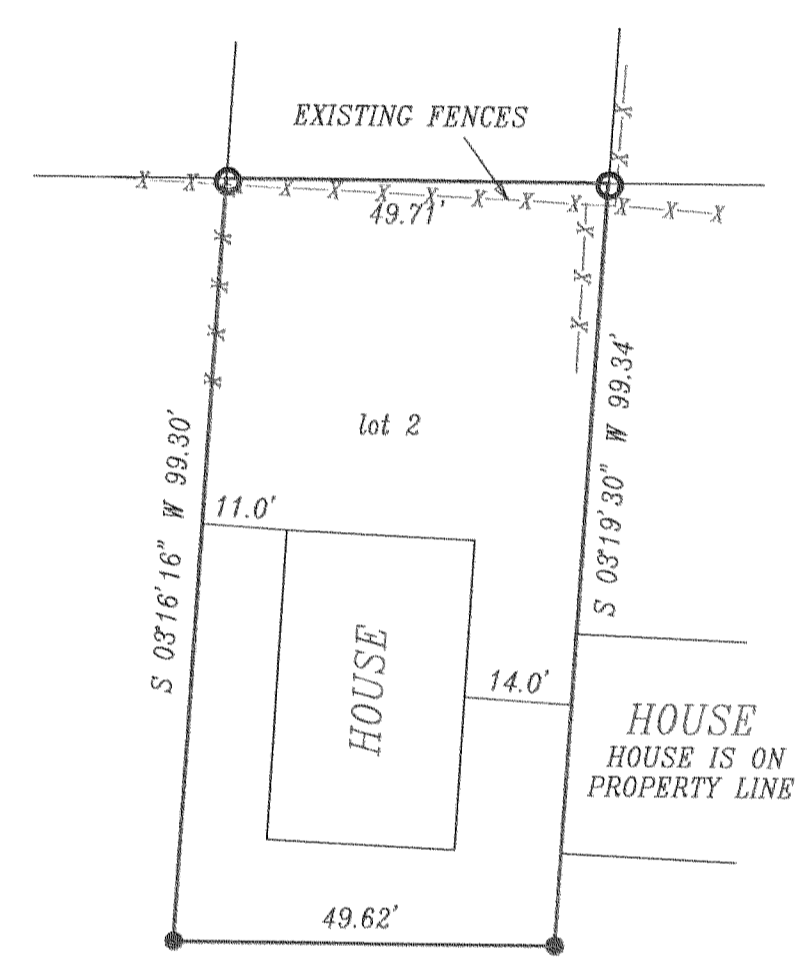 EXISTING FENCES
49.71'
S 03°16'16" W 99.30'
S 03°19'30" W 99.34'
lot 2
11.0'
HOUSE
14.0'
HOUSE
HOUSE IS ON
PROPERTY LINE
49.62'